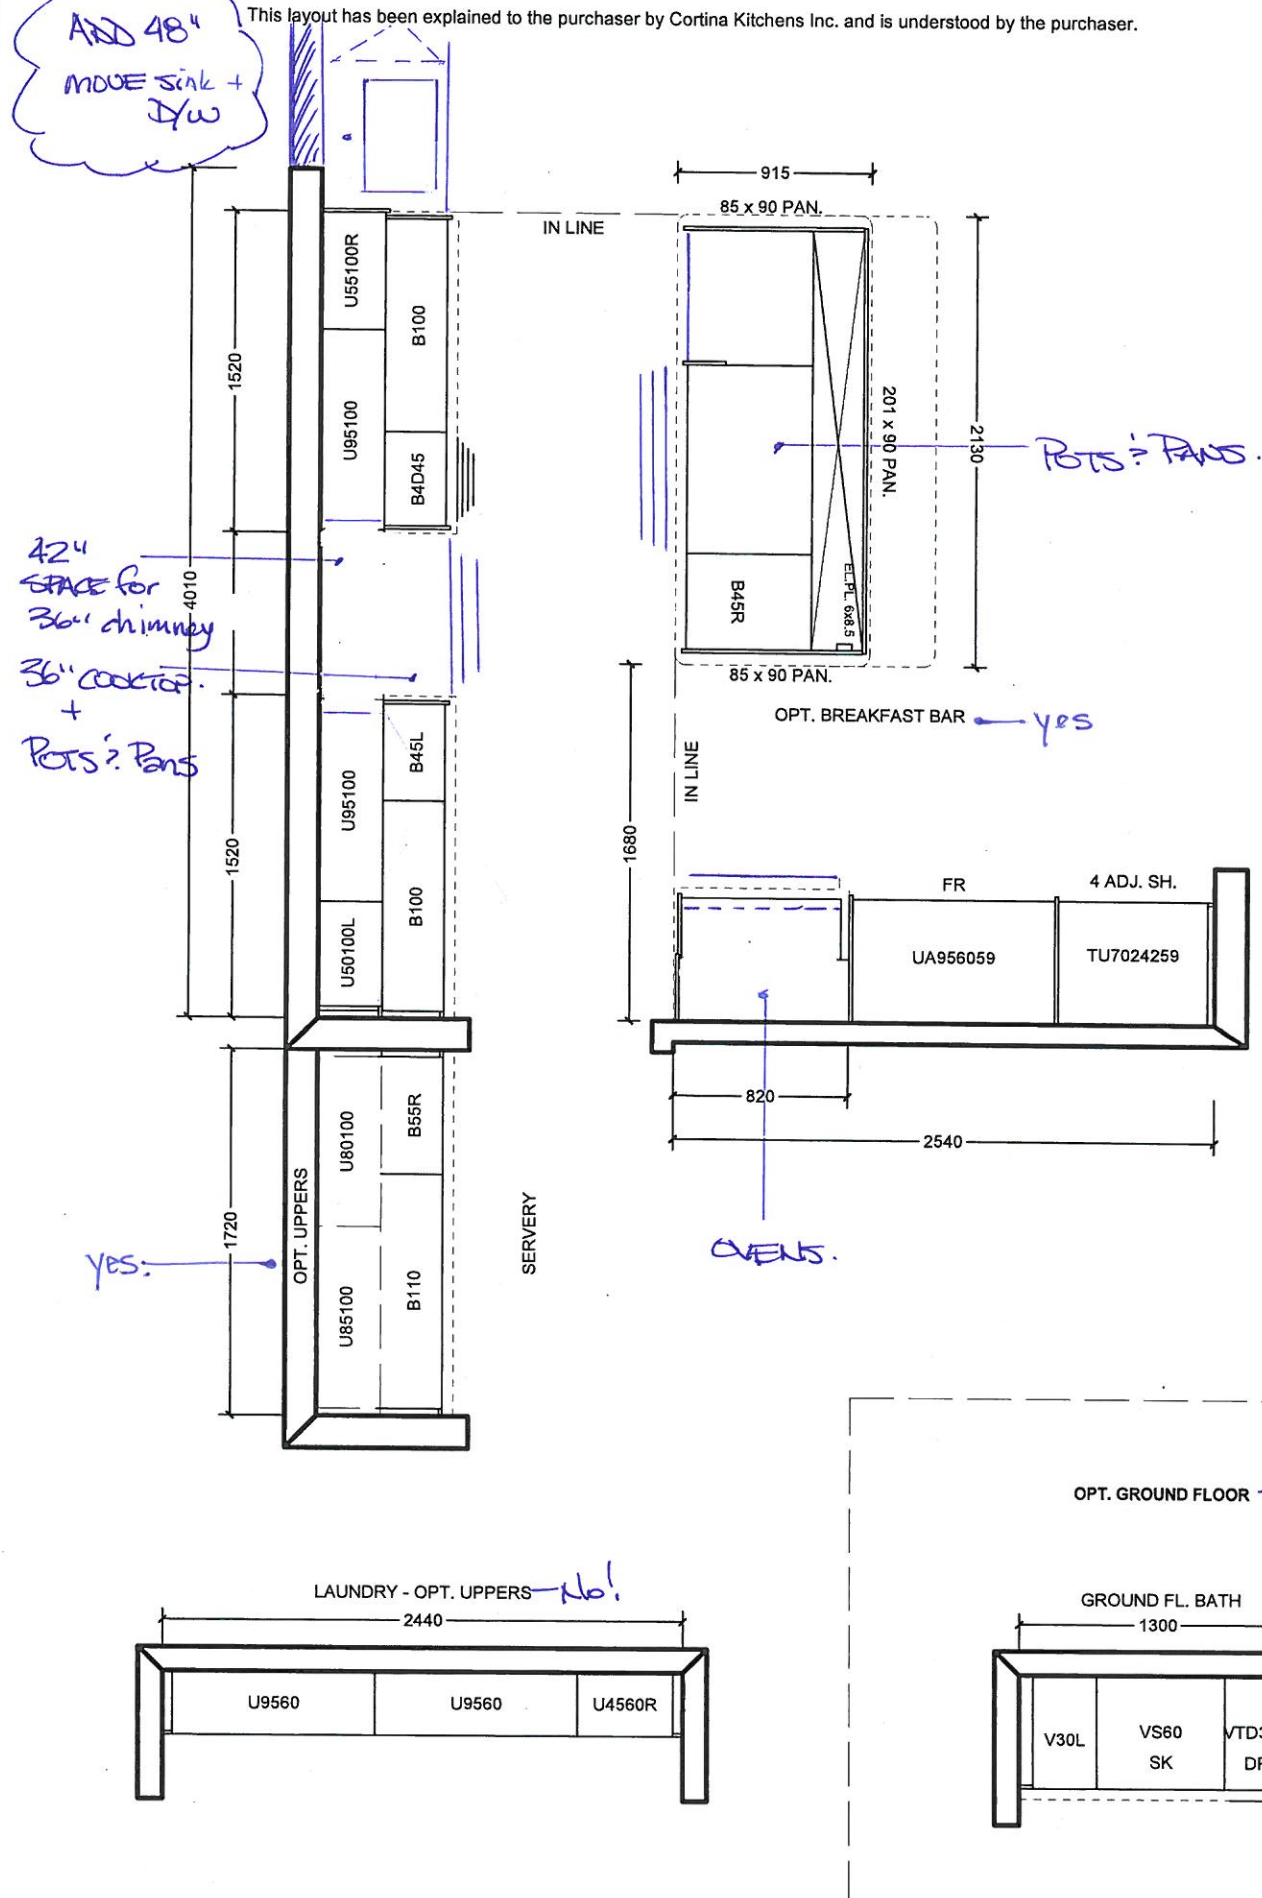 This layout has been explained to the purchaser by Cortina Kitchens Inc. and is understood by the purchaser.
ADD 48"
MOVE sink +
D/W
915
85 x 90 PAN.
IN LINE
U55100R
B100
1520
U95100
B4D45
201 x 90 PAN.
2130
POTS & PANS.
42"
SPACE for
36" chimney
4010
36" COOKTOP.
+
POTS & Pans
B45R
EL.PL. 6x8.5
85 x 90 PAN.
OPT. BREAKFAST BAR
yes
IN LINE
B45L
U95100
1520
B100
U50100L
1680
FR
4 ADJ. SH.
UA956059
TU7024259
820
2540
OVENS.
U80100
B55R
OPT. UPPERS
1720
U85100
B110
SERVERY
yes.
OPT. GROUND FLOOR
LAUNDRY - OPT. UPPERS
No!
2440
U9560
U9560
U4560R
GROUND FL. BATH
1300
V30L
VS60
SK